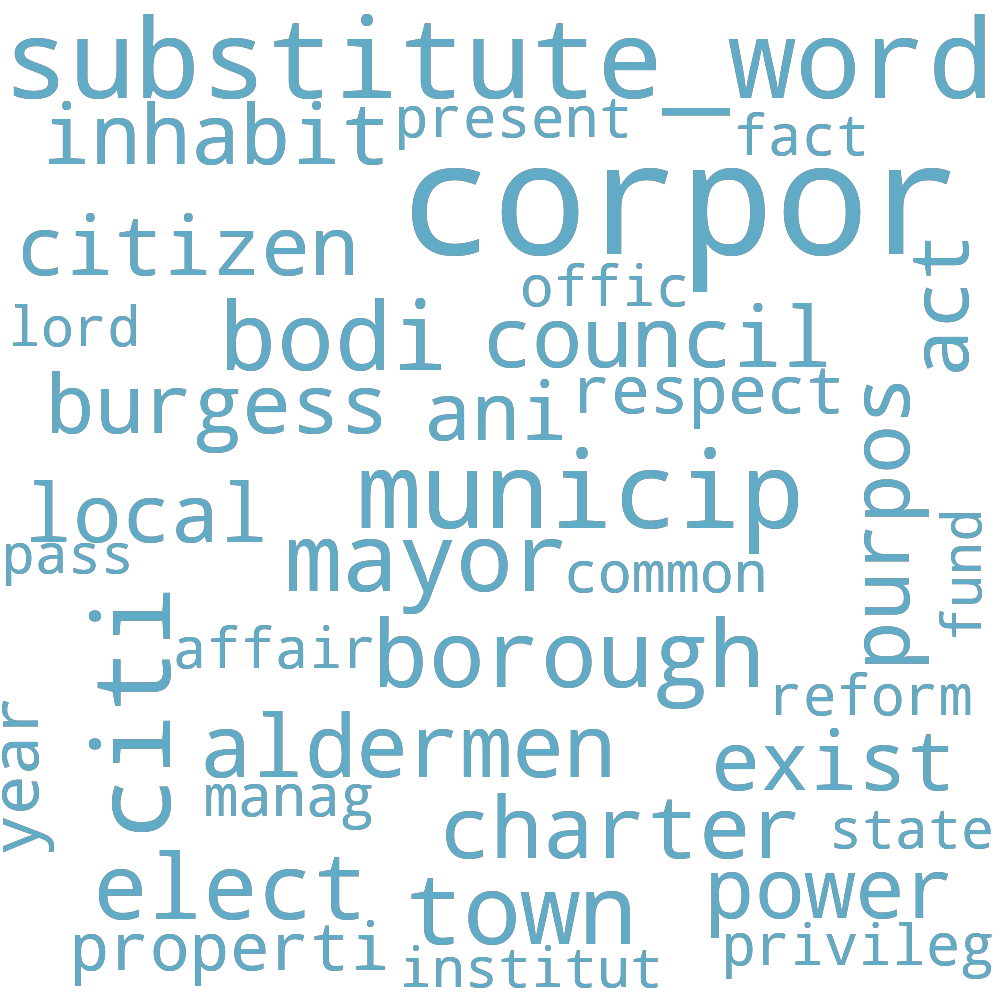 substitute_word
inhabit
present
fact
corpor
citizen
act
offic
lord
bodi
council
burgess
ani
respect
purpos
municip
local
pass
mayor
common
fund
citi
affair
borough
reform
year
aldermen
exist
manag
charter
state
elect
town
power
properti
institut
privileg